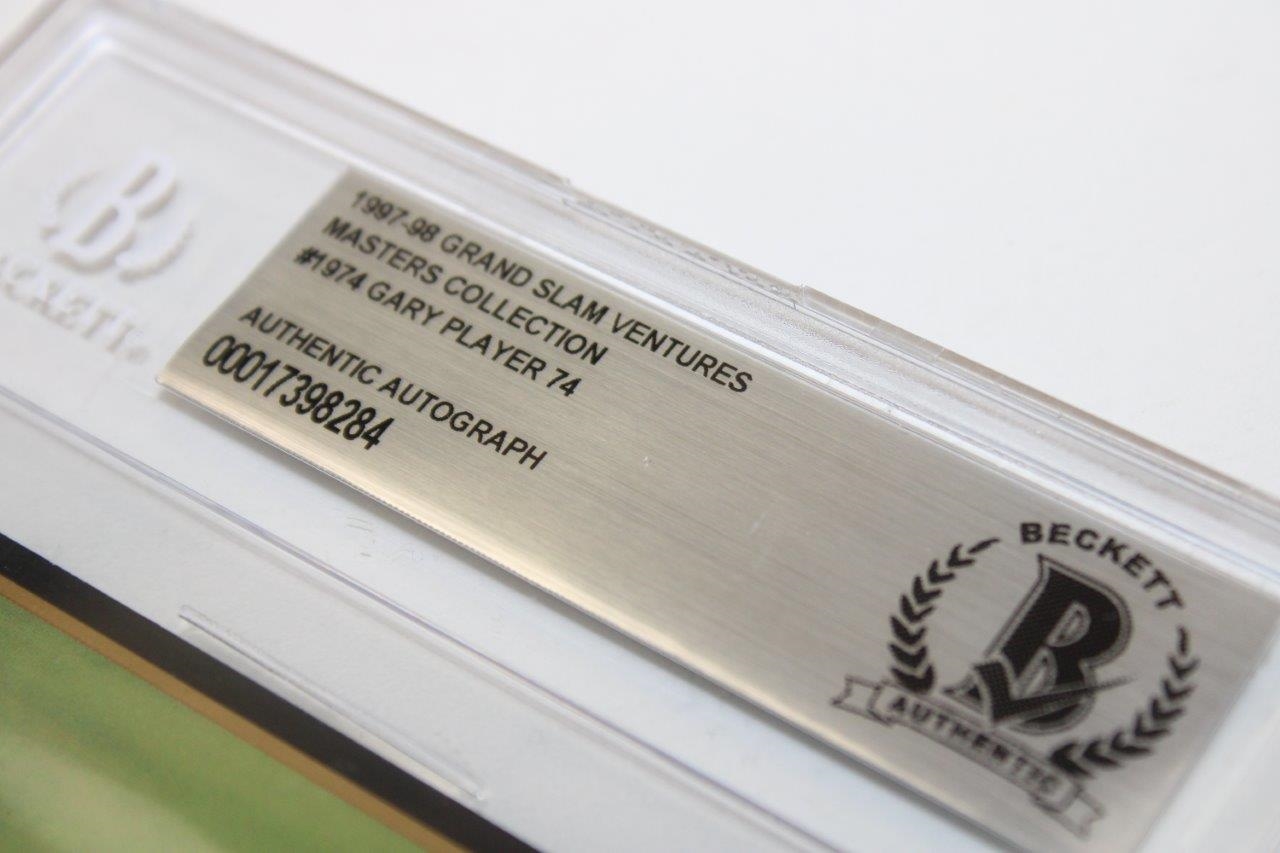 1997-98 GRAND SLAM VENTURES
MASTERS COLLECTION
#1974 GARY PLAYER 74
AUTHENTIC AUTOGRAPH
00017398284
BECKETT
B
AUTHENTIC
B